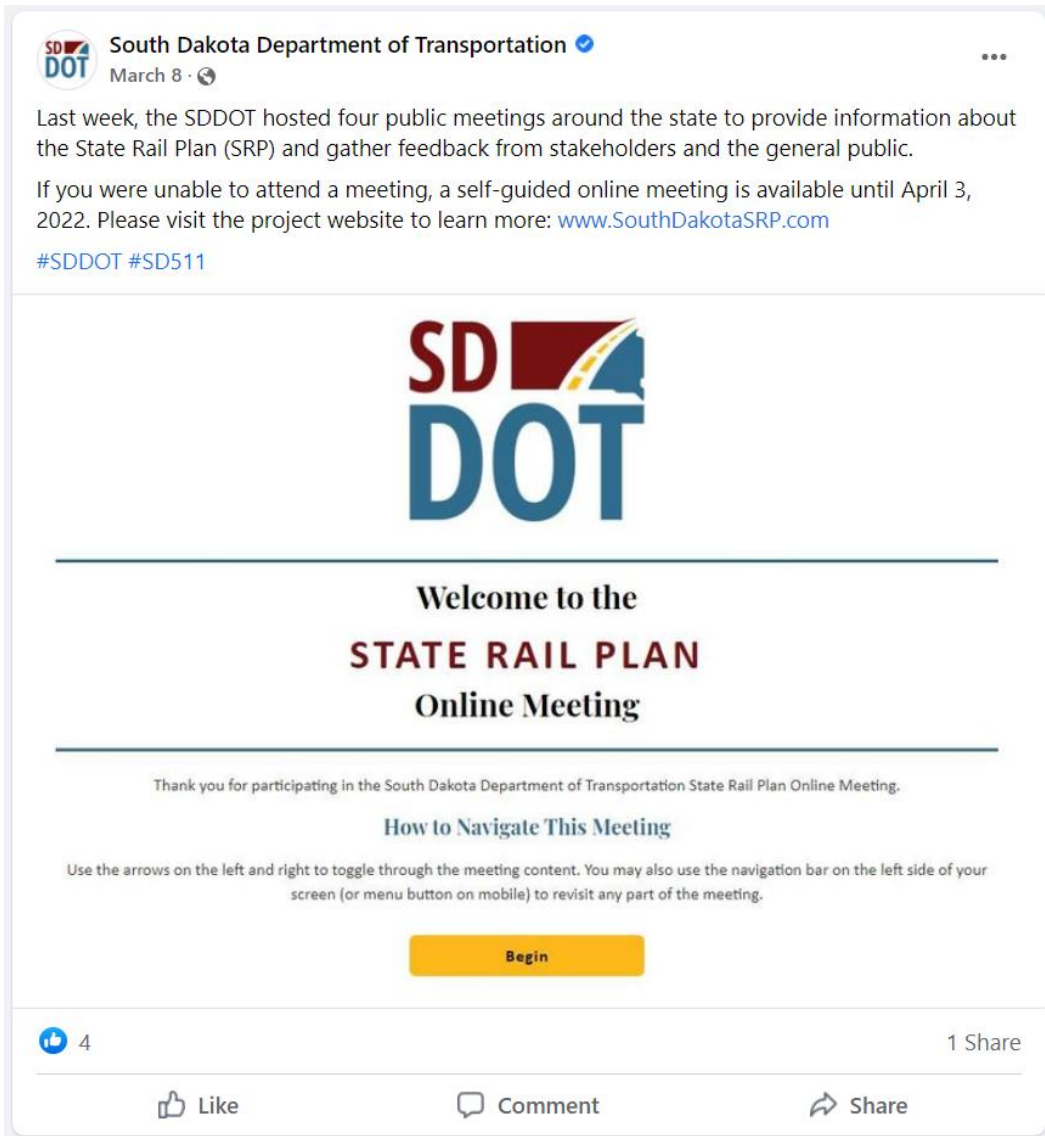 SD
DOT
South Dakota Department of Transportation
March 8 ·
Last week, the SDDOT hosted four public meetings around the state to provide information about
the State Rail Plan (SRP) and gather feedback from stakeholders and the general public.
If you were unable to attend a meeting, a self-guided online meeting is available until April 3,
2022. Please visit the project website to learn more: www.SouthDakotaSRP.com
#SDDOT #SD511
SD
DOT
Welcome to the
STATE RAIL PLAN
Online Meeting
Thank you for participating in the South Dakota Department of Transportation State Rail Plan Online Meeting.
How to Navigate This Meeting
Use the arrows on the left and right to toggle through the meeting content. You may also use the navigation bar on the left side of your
screen (or menu button on mobile) to revisit any part of the meeting.
Begin
4
1 Share
Like
Comment
Share